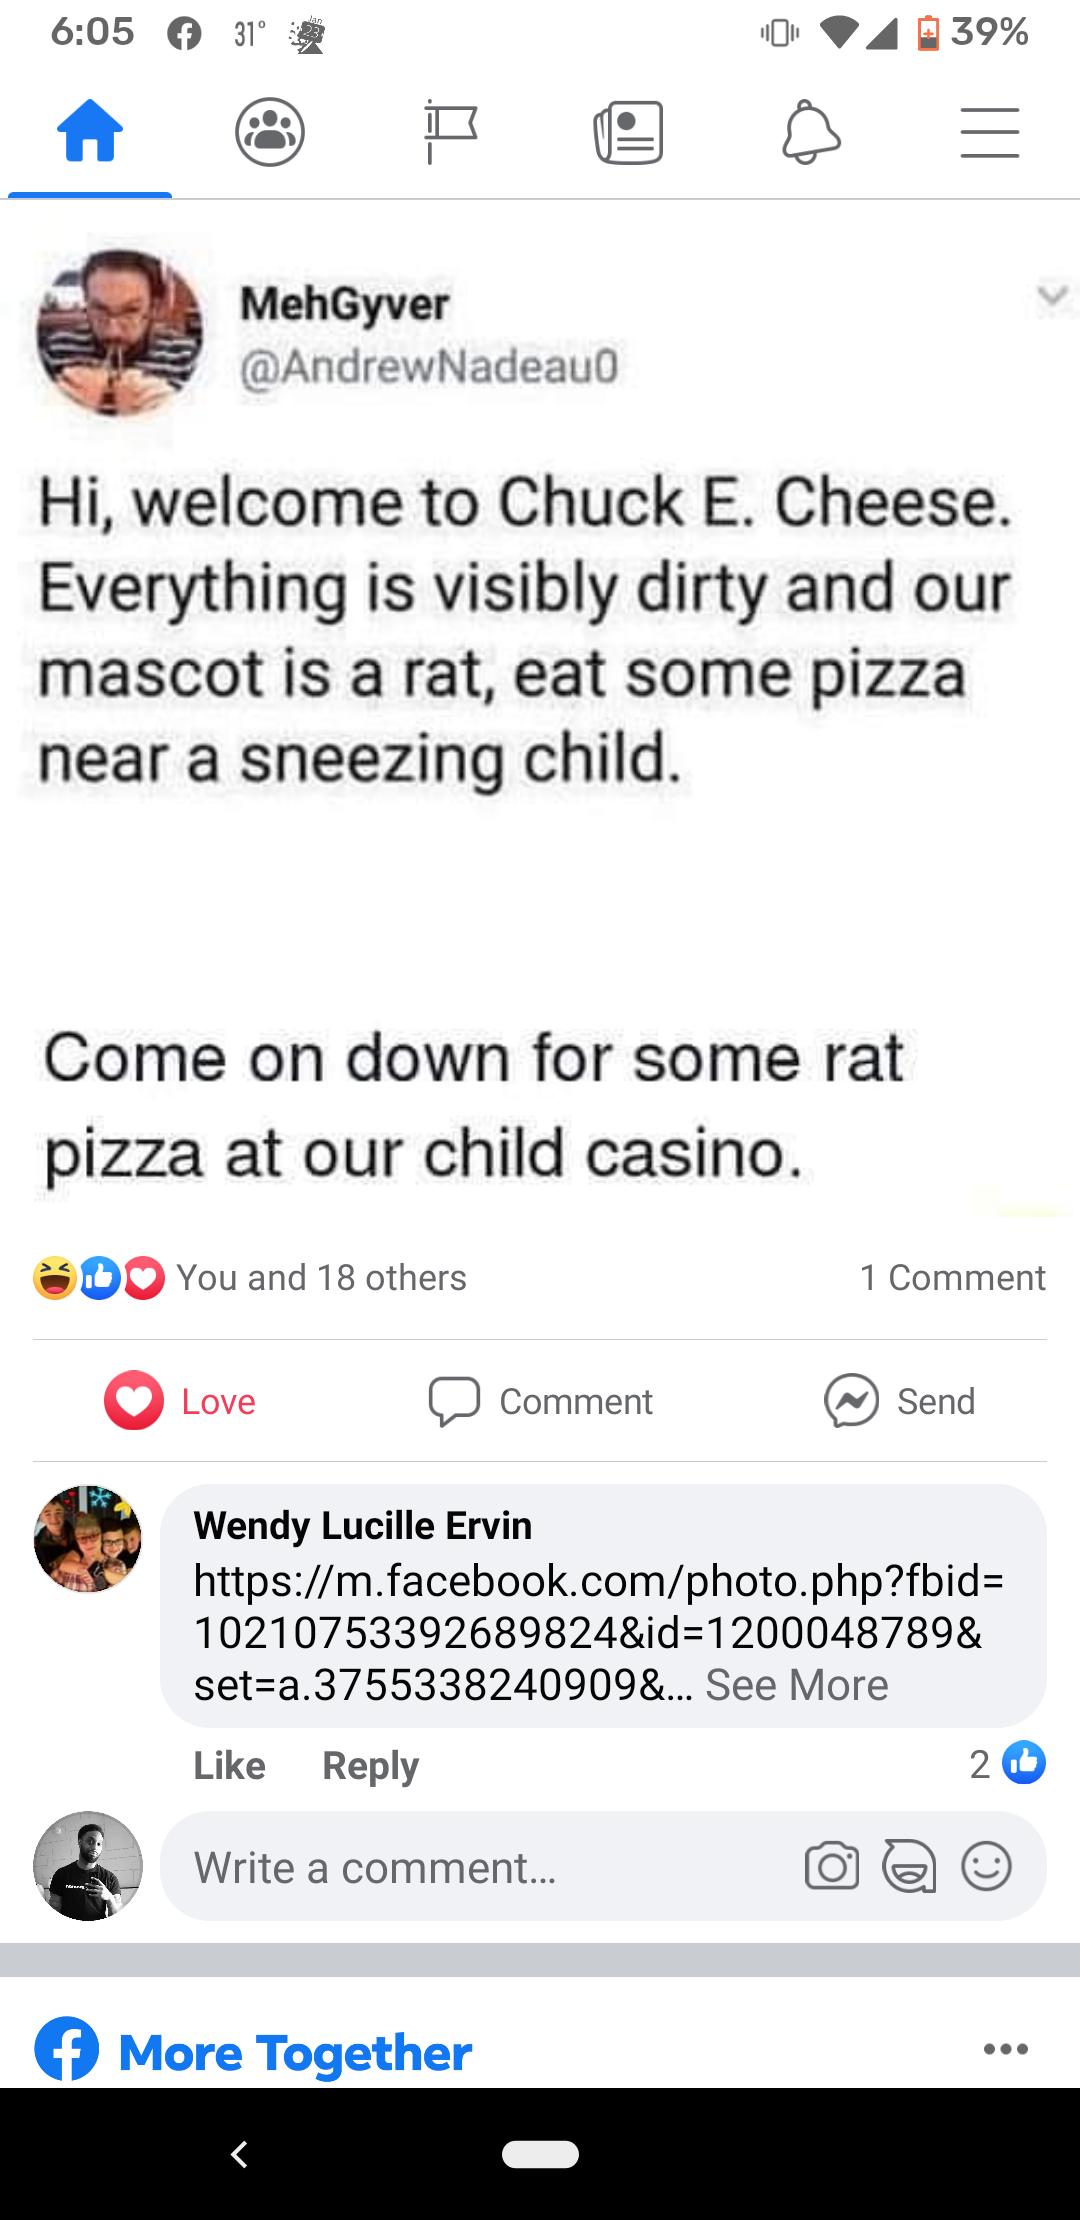 6:05 31° Jan 23 39%
MehGyver
@AndrewNadeau0
Hi, welcome to Chuck E. Cheese.
Everything is visibly dirty and our
mascot is a rat, eat some pizza
near a sneezing child.
Come on down for some rat
pizza at our child casino.
You and 18 others 1 Comment
Love Comment Send
Wendy Lucille Ervin
https://m.facebook.com/photo.php?fbid=
10210753392689824&id=1200048789&
set=a.3755338240909&... See More
Like Reply 2
Write a comment...
More Together